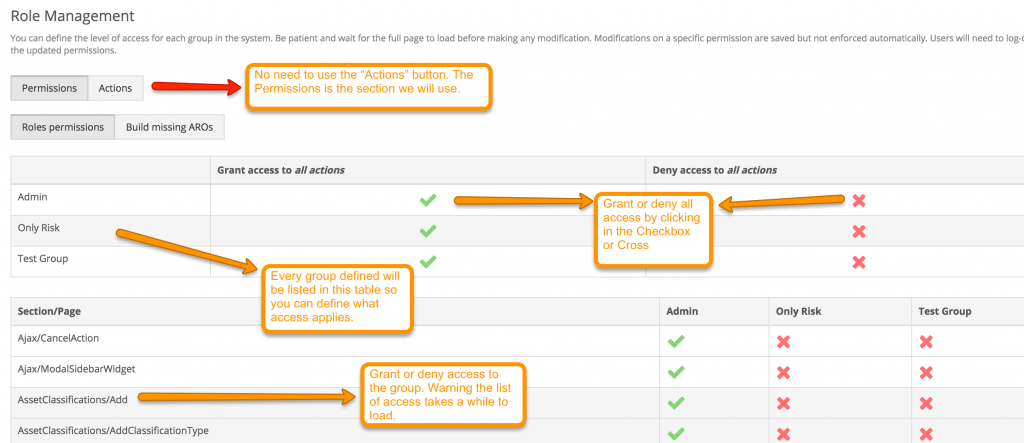 Role Management
You can define the level of access for each group in the system. Be patient and wait for the full page to load before making any modification. Modifications on a specific permission are saved but not enforced automatically. Users will need to log-
the updated permissions.
Permissions Actions
No need to use the “Actions” button. The
Permissions is the section we will use.
Roles permissions Build missing AROs
Grant access to all actions Deny access to all actions
Admin
Grant or deny all
access by clicking
in the Checkbox
or Cross
Only Risk
Test Group
Every group defined will
be listed in this table so
you can define what
access applies.
Section/Page Admin Only Risk Test Group
Ajax/CancelAction
Ajax/ModalSidebarWidget
Grant or deny access to
the group. Warning the list
of access takes a while to
load.
AssetClassifications/Add
AssetClassifications/AddClassificationType